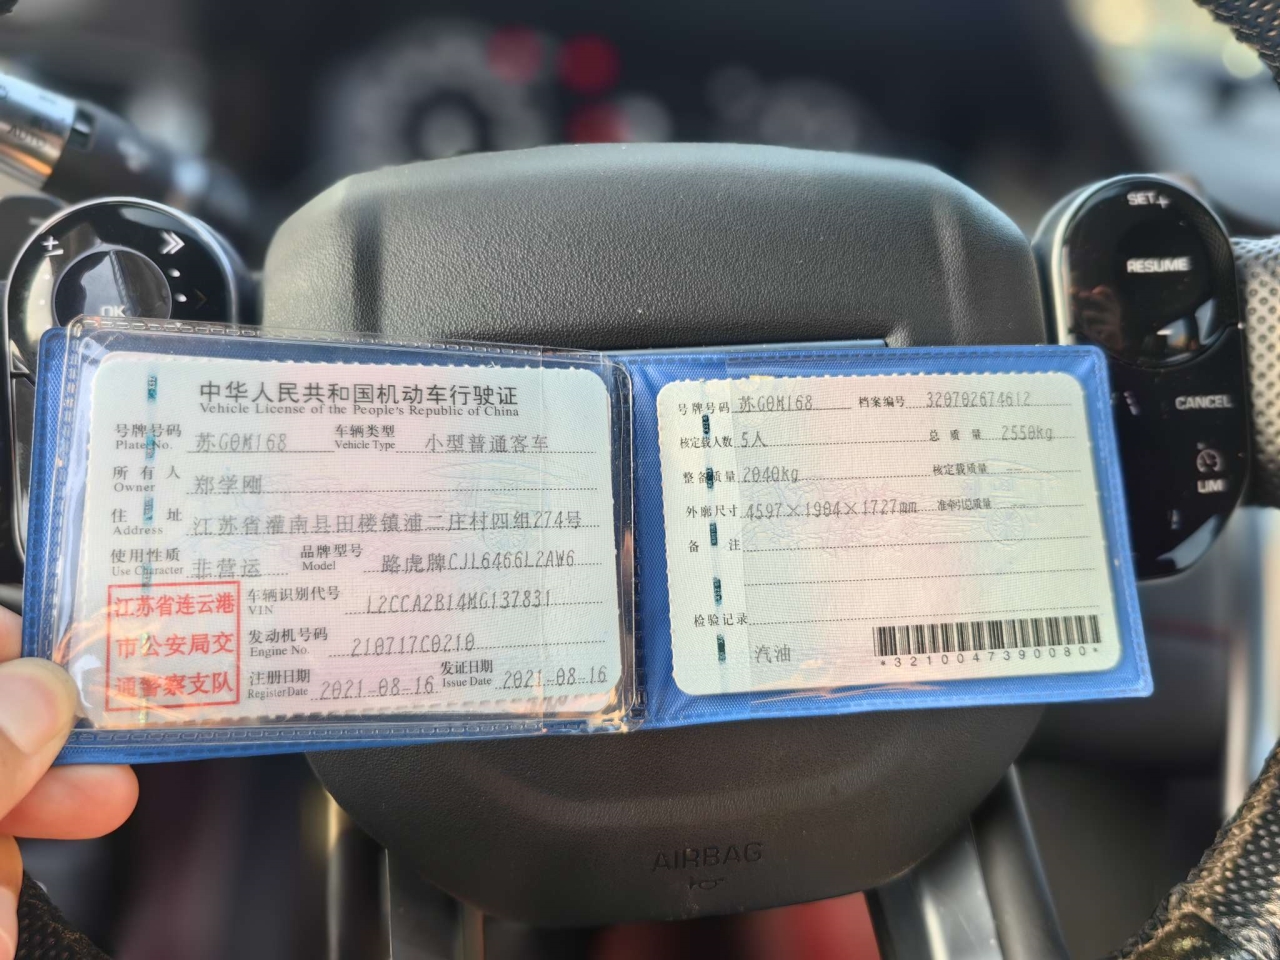 SET+
RESUME
OK
CANCEL
LIM
中华人民共和国机动车行驶证
Vehicle License of the People's Republic of China
号牌号码 苏G0M168 车辆类型 小型普通客车
Plate No. Vehicle Type
所有人 郑学刚
Owner
住址 江苏省灌南县田楼镇浦二庄村四组274号
Address
使用性质 非营运 品牌型号 路虎牌CJL6466L2AW6
Use Character Model
江苏省连云港
市公安局交
通警察支队
车辆识别代号 L2CCA2B14MG137831
VIN
发动机号码 210717C0210
Engine No.
注册日期 2021-08-16 发证日期 2021-08-16
Register Date Issue Date
号牌号码 苏G0M168 档案编号 320702674612
核定载人数 5人 总质量 2550kg
整备质量 2040kg 核定载质量 --
外廓尺寸 4597×1904×1727mm 准牵引总质量 --
备注
检验记录
汽油
*3210047390080*
AIRBAG